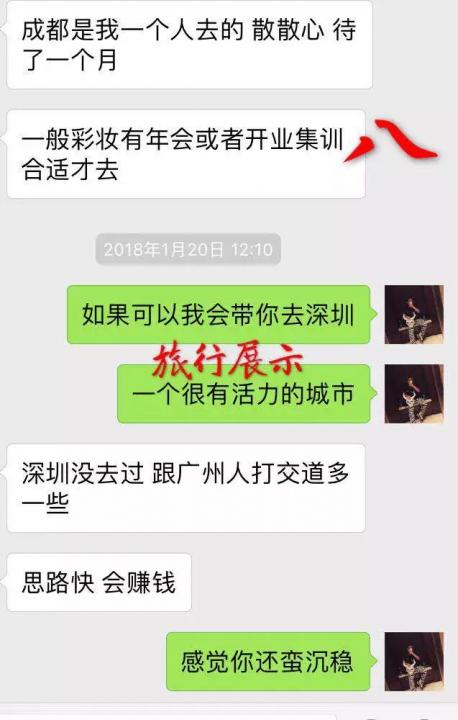 成都是我一个人去的 散散心 待
了一个月
一般彩妆有年会或者开业集训
合适才去
八
2018年1月20日 12:10
如果可以我会带你去深圳
旅行展示
一个很有活力的城市
深圳没去过 跟广州人打交道多
一些
思路快 会赚钱
感觉你还蛮沉稳